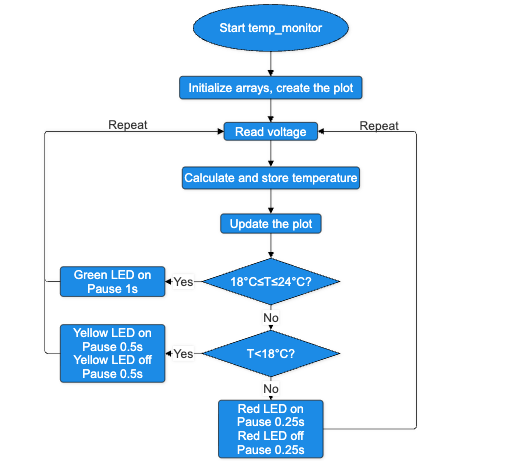 Start temp_monitor
Initialize arrays, create the plot
Repeat
Read voltage
Repeat
Calculate and store temperature
Update the plot
18°C≤T≤24°C?
Yes
Green LED on
Pause 1s
No
T<18°C?
Yes
Yellow LED on
Pause 0.5s
Yellow LED off
Pause 0.5s
No
Red LED on
Pause 0.25s
Red LED off
Pause 0.25s